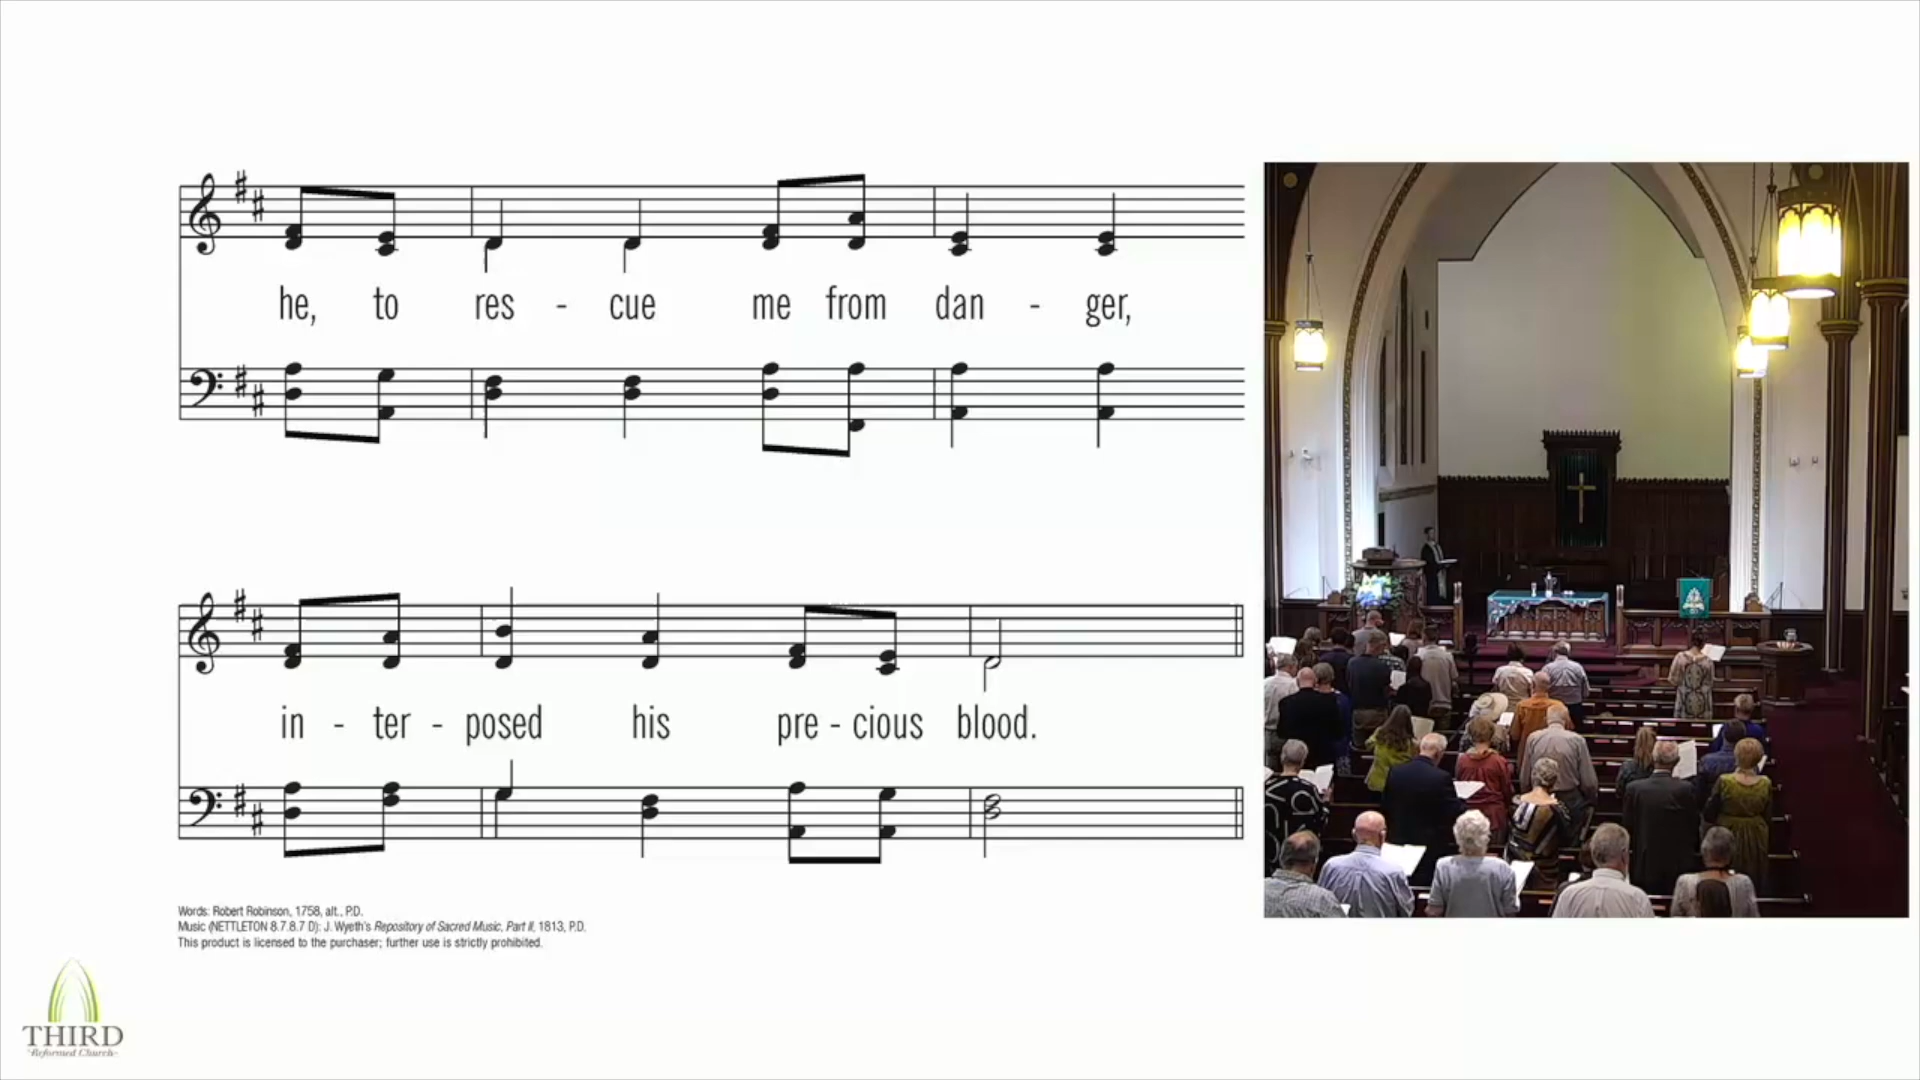 he, to res - cue me from dan - ger,
in - ter - posed his pre - cious blood.
Words: Robert Robinson, 1758, alt., P.D.
Music (NETTLETON 8.7.8.7 D): J. Wyeth's Repository of Sacred Music, Part II, 1813, P.D.
This product is licensed to the purchaser; further use is strictly prohibited.
THIRD
Reformed Church